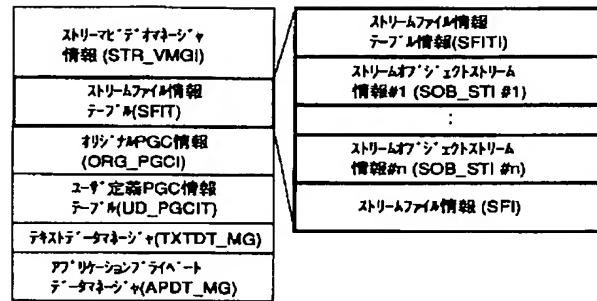 ストリーマビデオマネージャ
情報 (STR_VMGI)
ストリームファイル情報
テーブル(SFIT)
オリジナルPGC情報
(ORG_PGCI)
ユーザ定義PGC情報
テーブル(UD_PGCIT)
テキストデータマネージャ(TXTDT_MG)
アプリケーションプライベート
データマネージャ(APDT_MG)
ストリームファイル情報
テーブル情報(SFITI)
ストリームオブジェクトストリーム
情報#1 (SOB_STI #1)
:
ストリームオブジェクトストリーム
情報#n (SOB_STI #n)
ストリームファイル情報 (SFI)